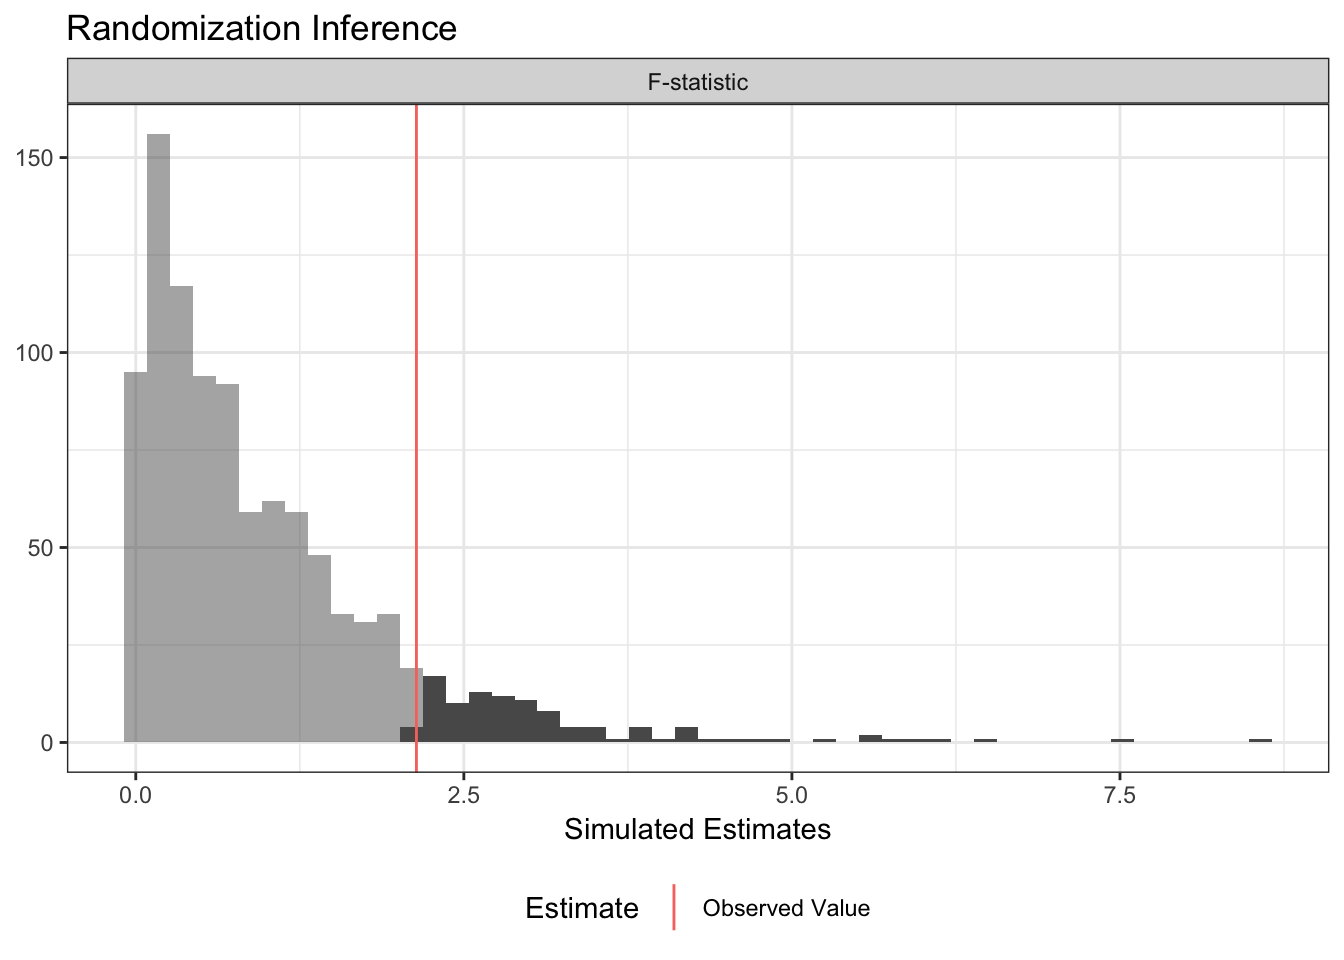 Randomization Inference
F-statistic
150
100
50
0
0.0 2.5 5.0 7.5
Simulated Estimates
Estimate Observed Value